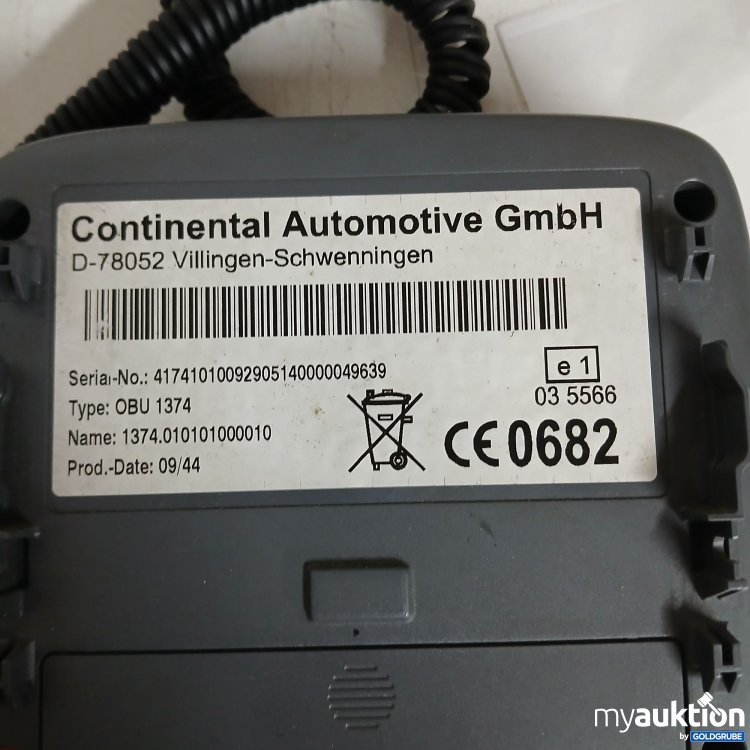 Continental Automotive GmbH
D-78052 Villingen-Schwenningen
Serial-No.: 41741010092905140000049639
Type: OBU 1374
Name: 1374.010101000010
Prod.-Date: 09/44
e 1
03 5566
CE 0682
myauktion
by GOLDGRUBE